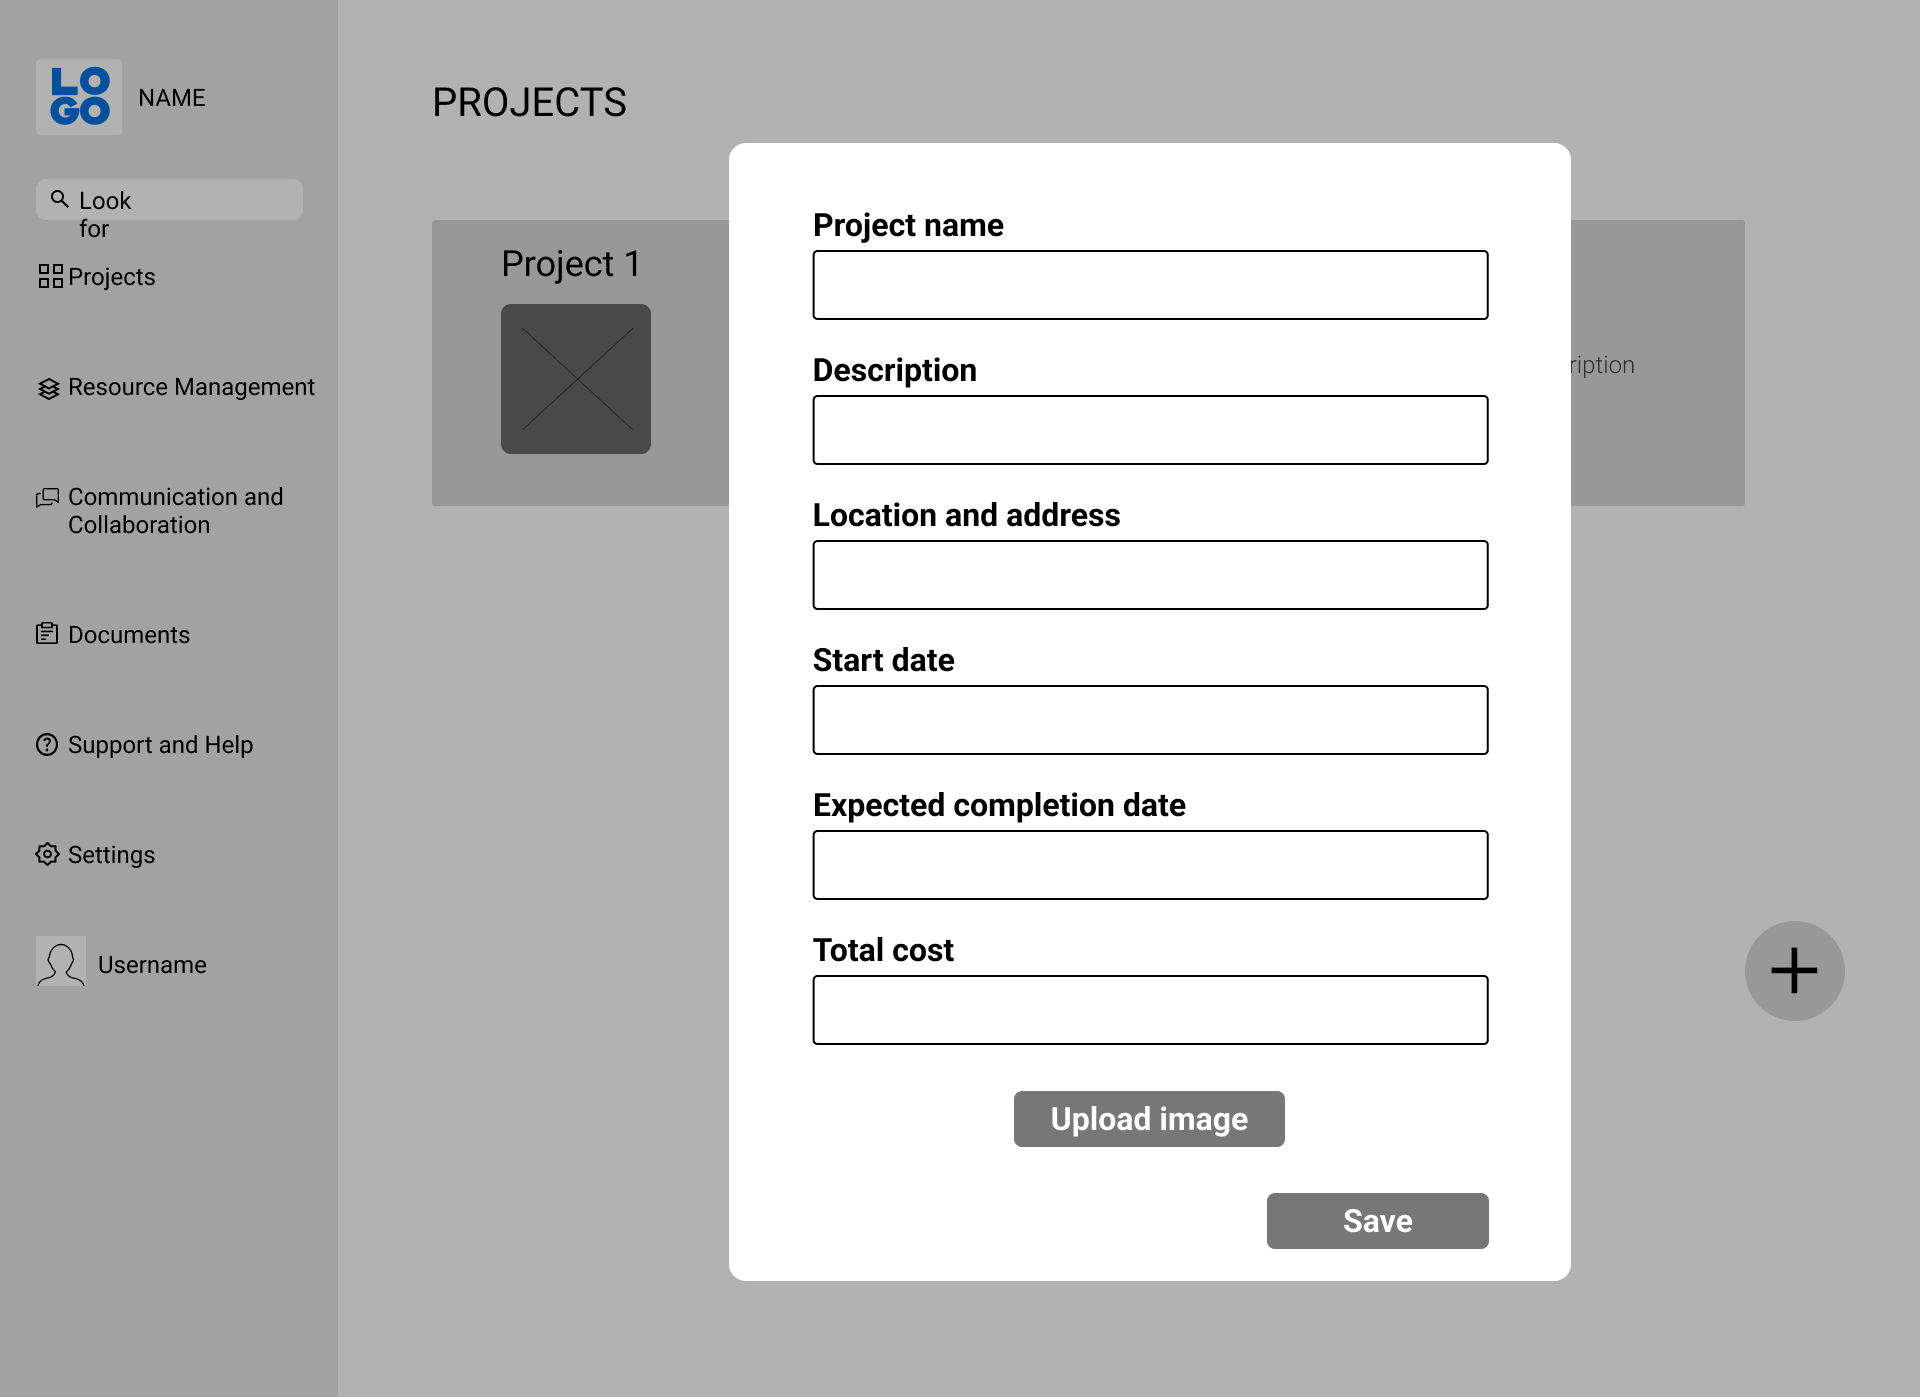 LO
GO
NAME
Look
for
Projects
Resource Management
Communication and
Collaboration
Documents
Support and Help
Settings
Username
PROJECTS
Project 1
ription
Project name
Description
Location and address
Start date
Expected completion date
Total cost
Upload image
Save